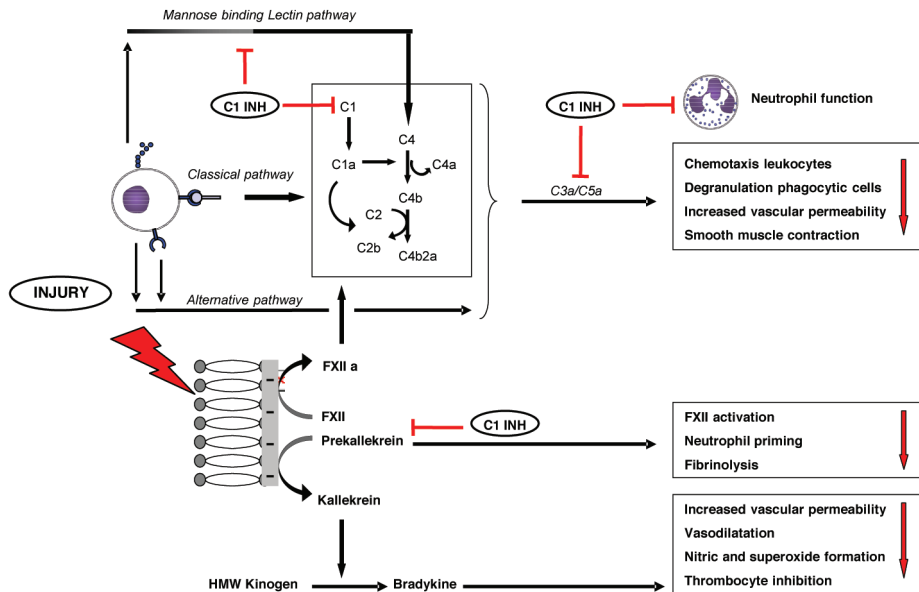 Mannose binding Lectin pathway
C1 INH
C1
C4
C1a
C4a
Classical pathway
C4b
C2
C2b
C4b2a
C1 INH
Neutrophil function
C3a/C5a
Chemotaxis leukocytes
Degranulation phagocytic cells
Increased vascular permeability
Smooth muscle contraction
INJURY
Alternative pathway
FXII a
FXII
Prekallekrein
C1 INH
FXII activation
Neutrophil priming
Fibrinolysis
Kallekrein
Increased vascular permeability
Vasodilatation
Nitric and superoxide formation
Thrombocyte inhibition
HMW Kinogen
Bradykine